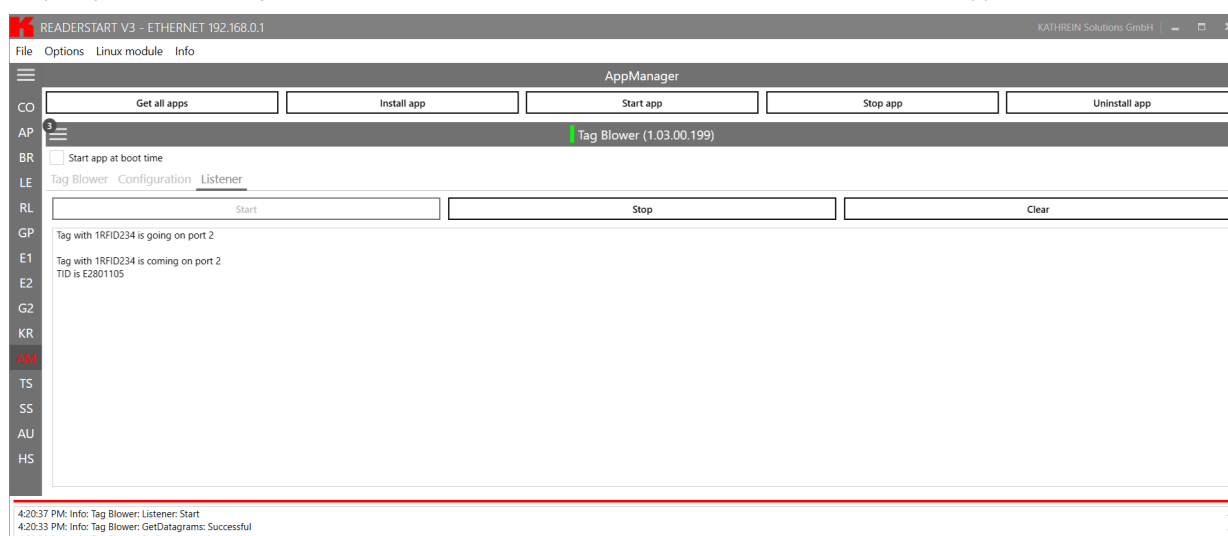 READERSTART V3 - ETHERNET 192.168.0.1 KATHREIN Solutions GmbH
File Options Linux module Info
AppManager
CO
Get all apps Install app Start app Stop app Uninstall app
AP
3
Tag Blower (1.03.00.199)
BR
Start app at boot time
LE
Tag Blower Configuration Listener
RL
Start Stop Clear
GP
Tag with 1RFID234 is going on port 2
E1
Tag with 1RFID234 is coming on port 2
TID is E2801105
E2
G2
KR
AM
TS
SS
AU
HS
4:20:37 PM: Info: Tag Blower: Listener: Start
4:20:33 PM: Info: Tag Blower: GetDatagrams: Successful